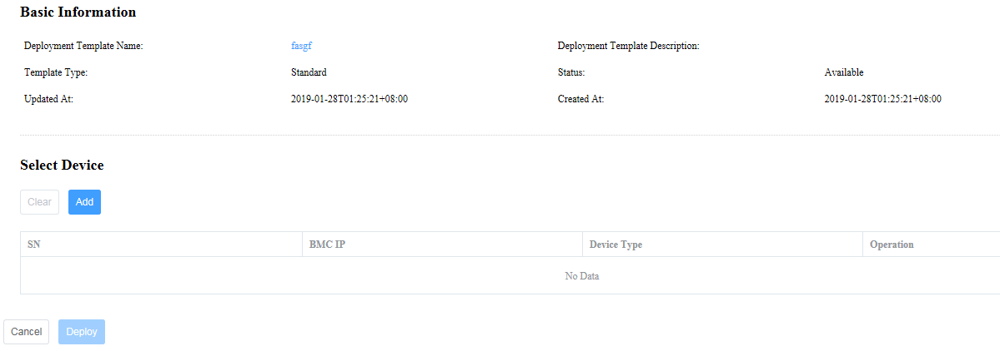 Basic Information
Deployment Template Name: fasgf Deployment Template Description:
Template Type: Standard Status: Available
Updated At: 2019-01-28T01:25:21+08:00 Created At: 2019-01-28T01:25:21+08:00
Select Device
Clear Add
SN BMC IP Device Type Operation
No Data
Cancel Deploy